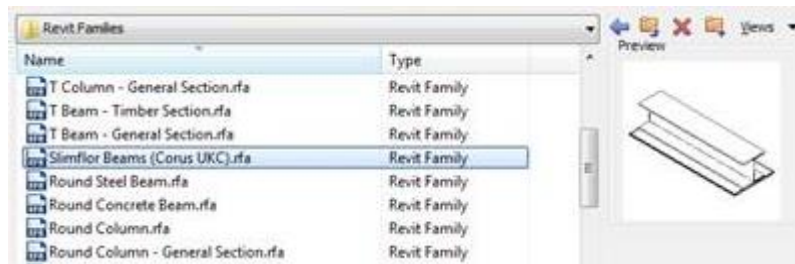 Revit Families
Views
Preview
Name Type
T Column - General Section.rfa Revit Family
T Beam - Timber Section.rfa Revit Family
T Beam - General Section.rfa Revit Family
Slimflor Beams (Corus UKC).rfa Revit Family
Round Steel Beam.rfa Revit Family
Round Concrete Beam.rfa Revit Family
Round Column.rfa Revit Family
Round Column - General Section.rfa Revit Family